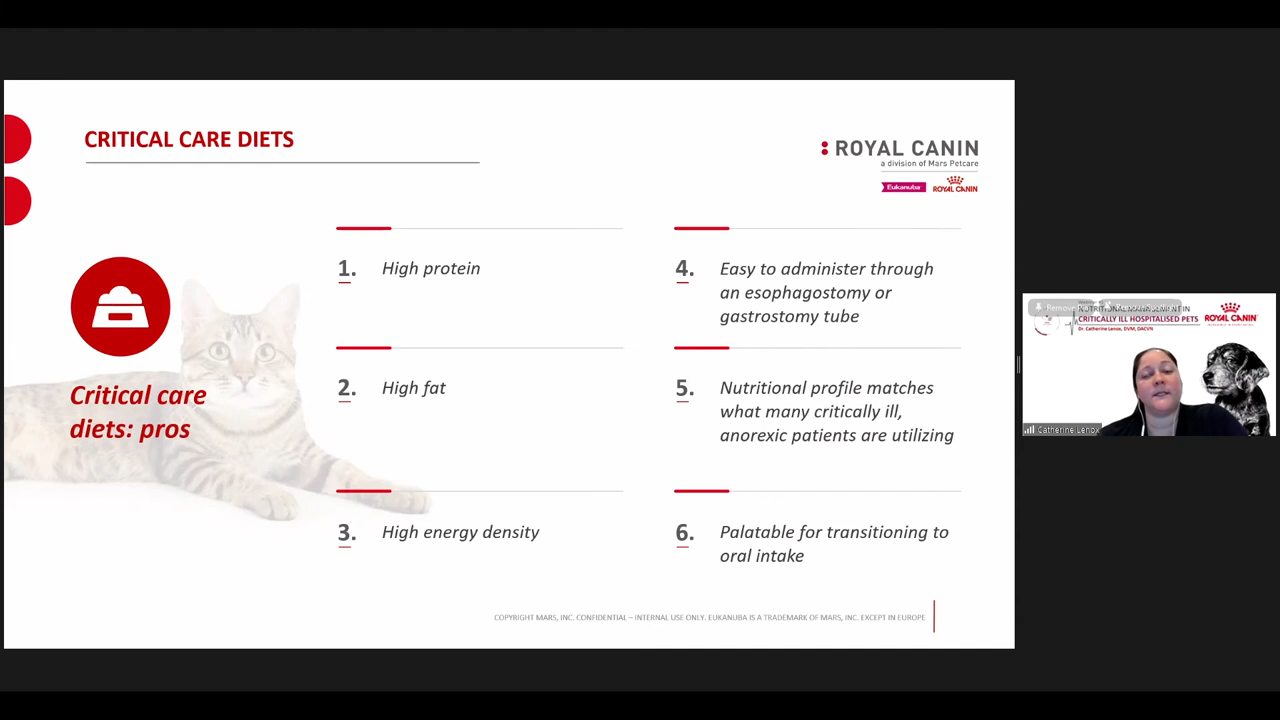 CRITICAL CARE DIETS
ROYAL CANIN
a division of Mars Petcare
Eukanuba
ROYAL CANIN
Critical care
diets: pros
1.
High protein
2.
High fat
3.
High energy density
4.
Easy to administer through
an esophagostomy or
gastrostomy tube
5.
Nutritional profile matches
what many critically ill,
anorexic patients are utilizing
6.
Palatable for transitioning to
oral intake
COPYRIGHT MARS, INC. CONFIDENTIAL – INTERNAL USE ONLY. EUKANUBA IS A TRADEMARK OF MARS, INC. EXCEPT IN EUROPE
NUTRITIONAL MANAGEMENT IN
CRITICALLY ILL HOSPITALISED PETS
Dr. Catherine Lenox, DVM, DACVN
ROYAL CANIN
Catherine Lenox